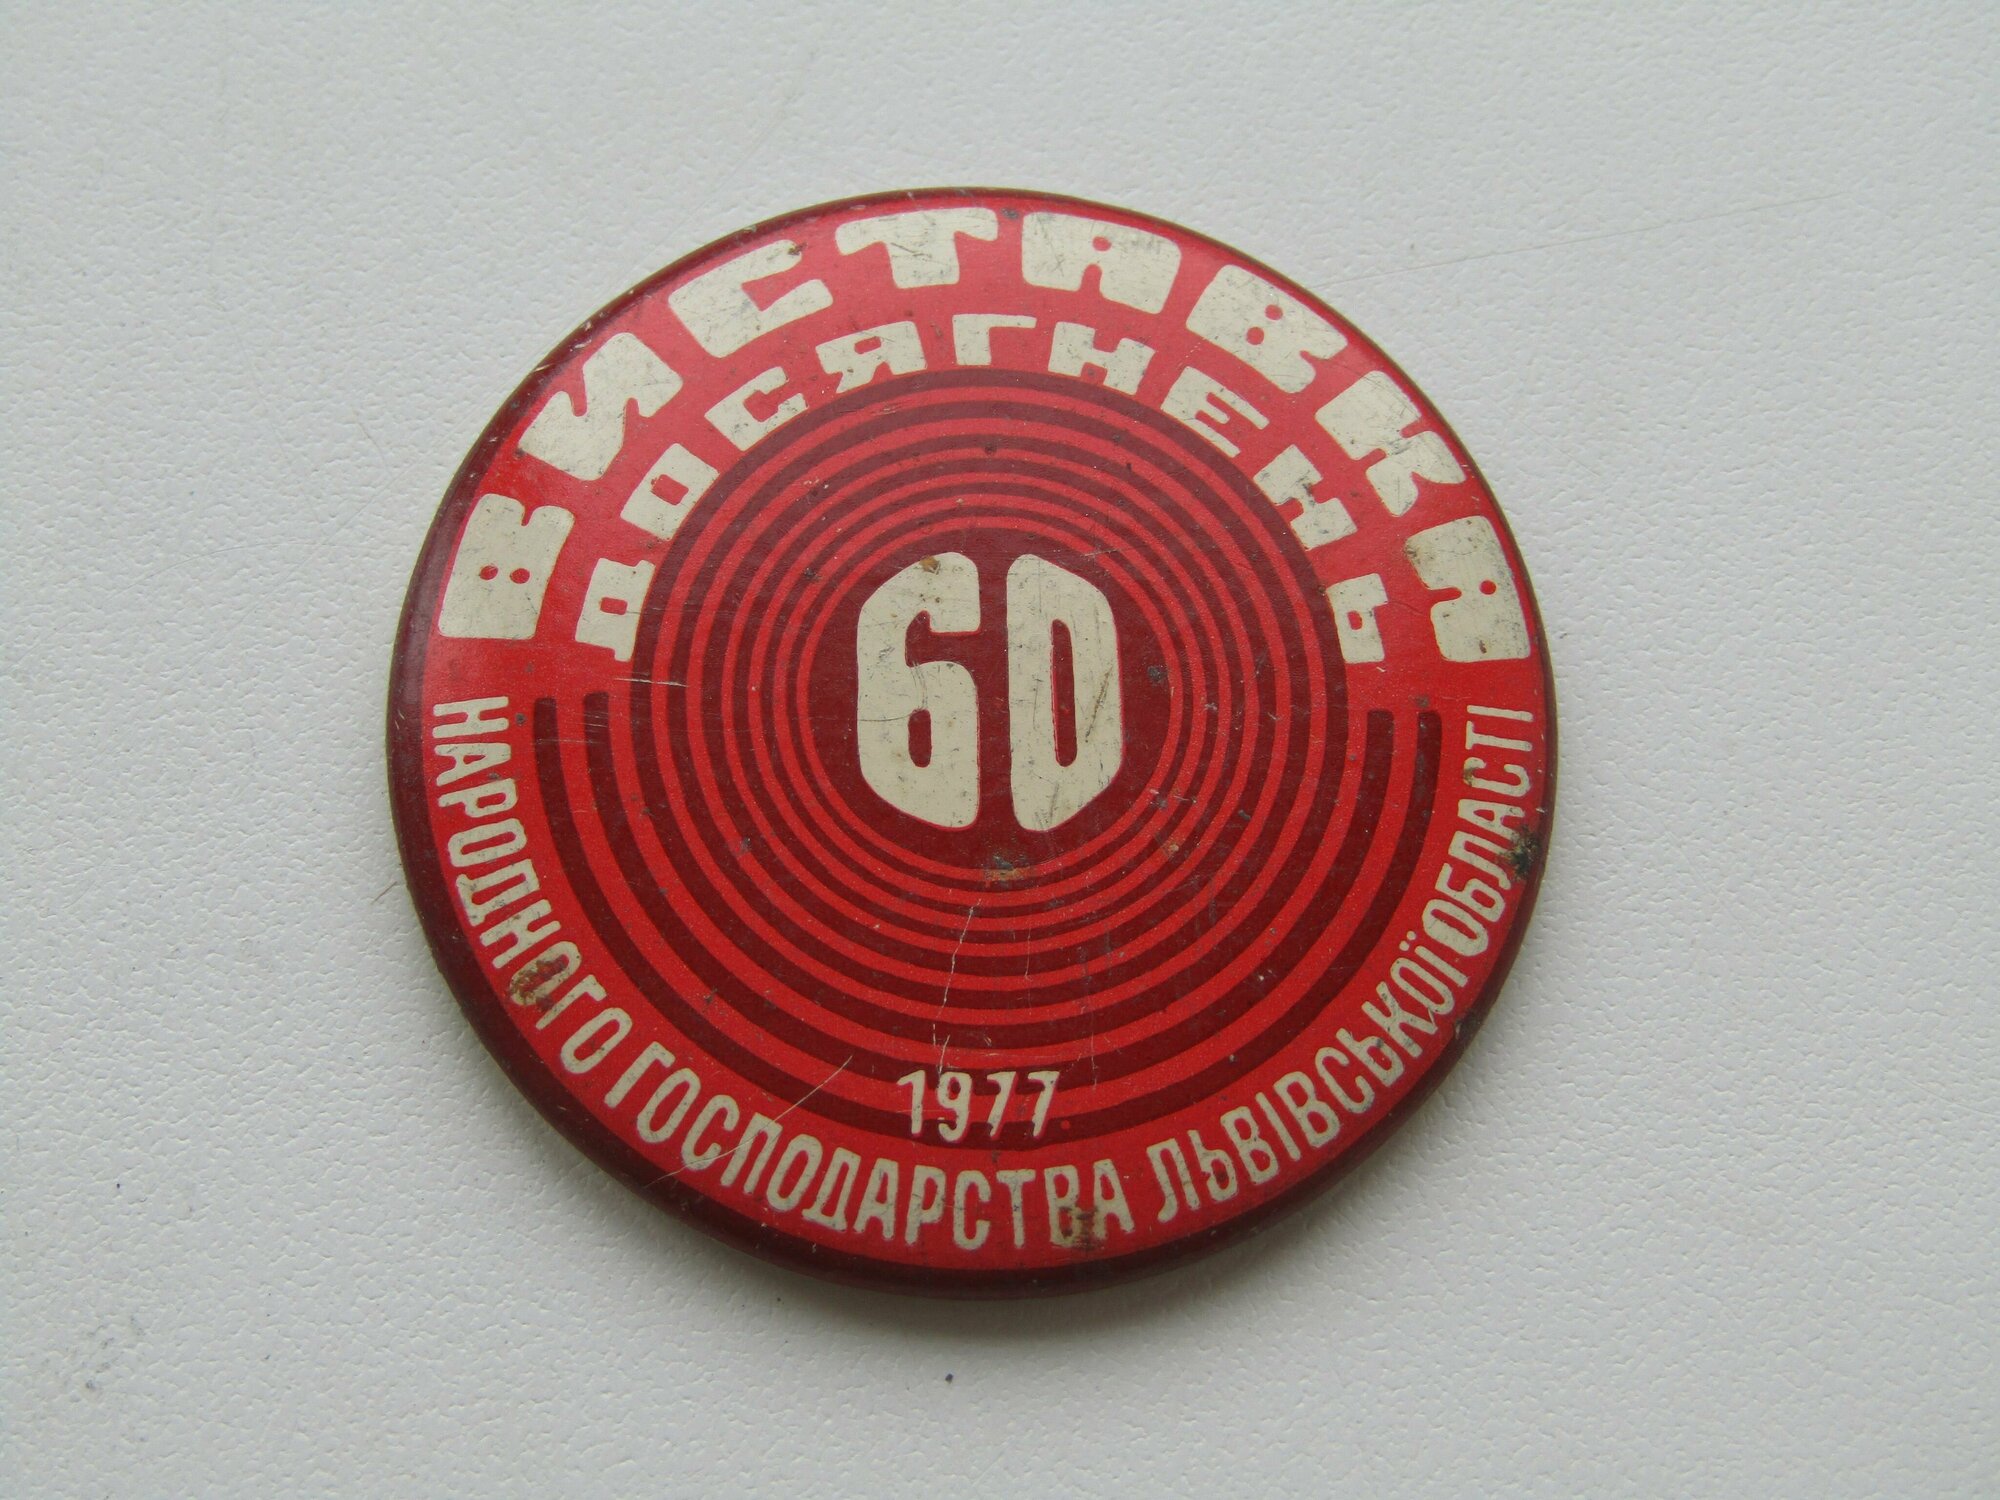 ВИСТАВКА
ДОСЯГНЕНЬ
60
1977
НАРОДНОГО ГОСПОДАРСТВА ЛЬВІВСЬКОЇ ОБЛАСТІ